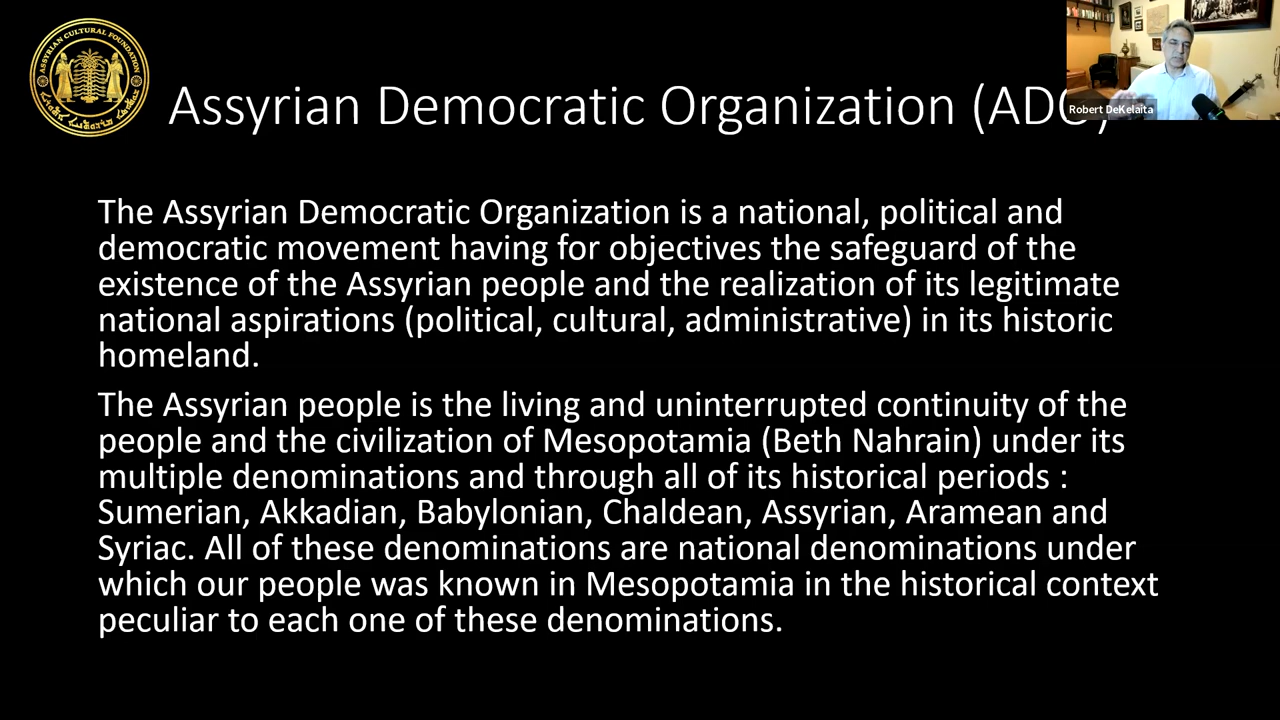 ASSYRIAN CULTURAL FOUNDATION
Assyrian Democratic Organization (ADO)
Robert DeKelaita
The Assyrian Democratic Organization is a national, political and
democratic movement having for objectives the safeguard of the
existence of the Assyrian people and the realization of its legitimate
national aspirations (political, cultural, administrative) in its historic
homeland.
The Assyrian people is the living and uninterrupted continuity of the
people and the civilization of Mesopotamia (Beth Nahrain) under its
multiple denominations and through all of its historical periods :
Sumerian, Akkadian, Babylonian, Chaldean, Assyrian, Aramean and
Syriac. All of these denominations are national denominations under
which our people was known in Mesopotamia in the historical context
peculiar to each one of these denominations.